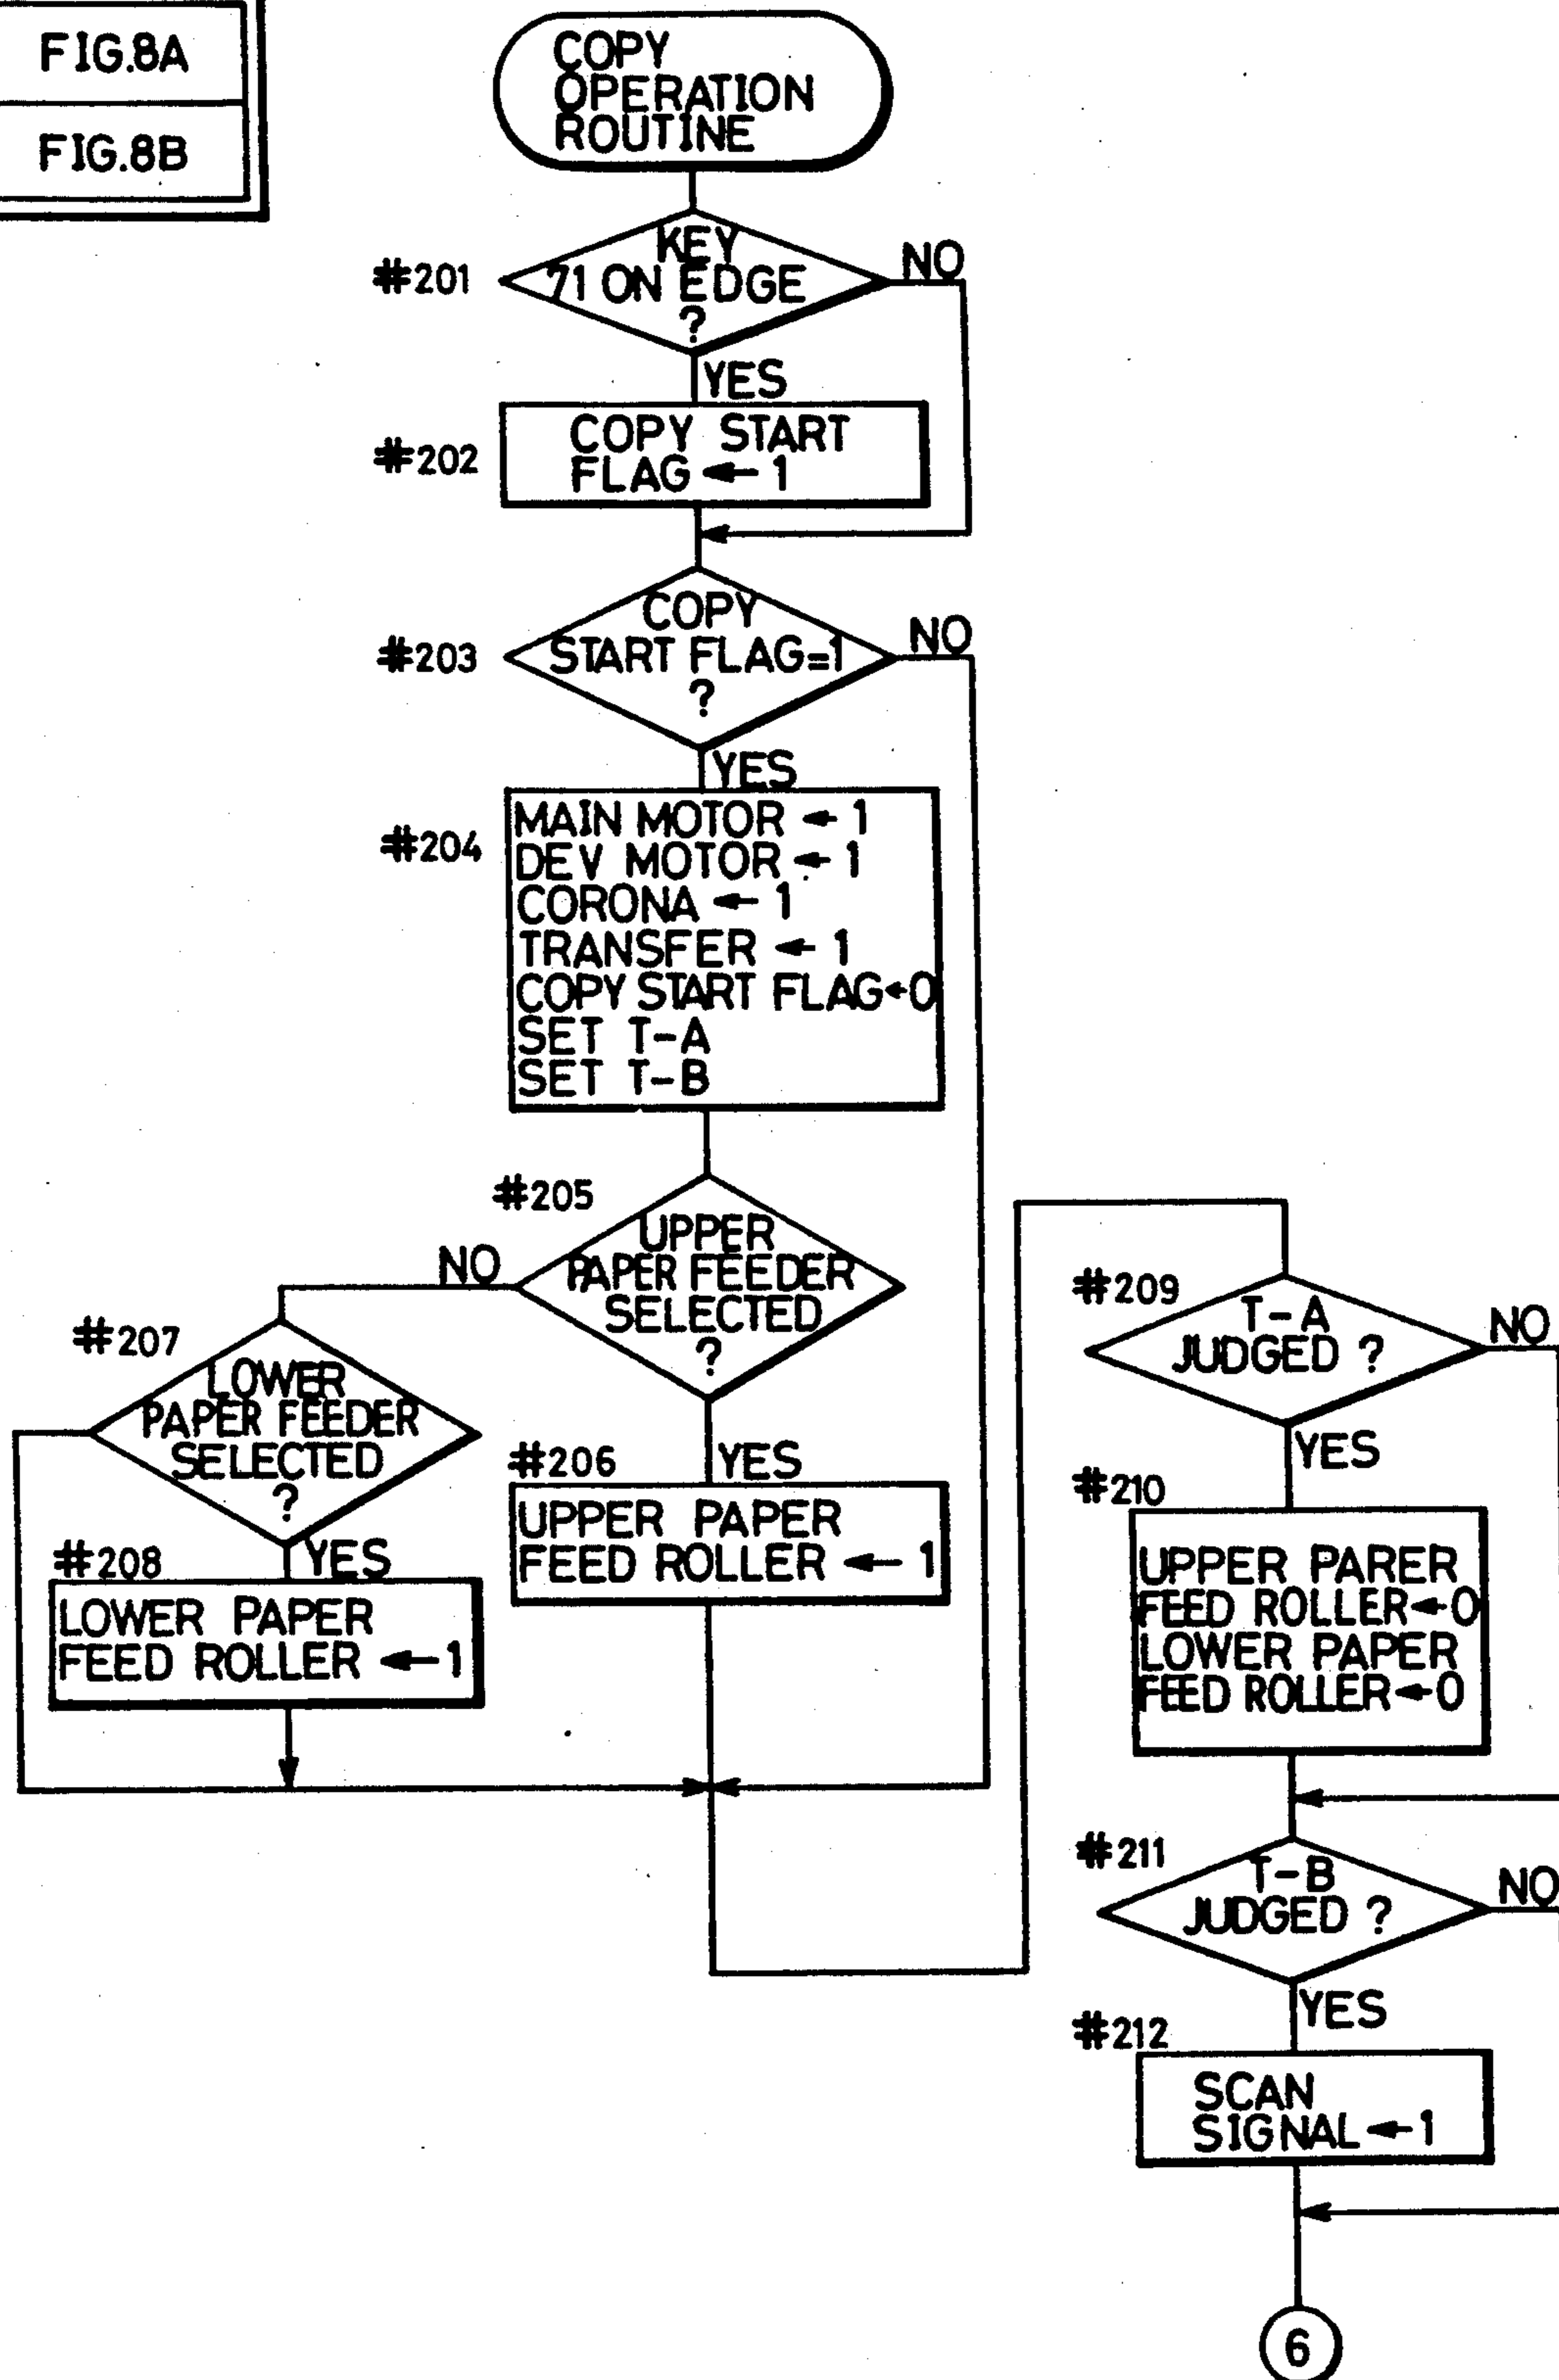 FIG.8A
FIG.8B
COPY
OPERATION
ROUTINE
#201
KEY
71 ON EDGE
?
NO
YES
#202
COPY START
FLAG ← 1
#203
COPY
START FLAG=1
?
NO
YES
#204
MAIN MOTOR ← 1
DEV MOTOR ← 1
CORONA ← 1
TRANSFER ← 1
COPY START FLAG ← 0
SET T-A
SET T-B
#205
UPPER
PAPER FEEDER
SELECTED
?
NO
YES
#206
UPPER PAPER
FEED ROLLER ← 1
#207
LOWER
PAPER FEEDER
SELECTED
?
YES
#208
LOWER PAPER
FEED ROLLER ← 1
#209
T-A
JUDGED ?
NO
YES
#210
UPPER PARER
FEED ROLLER ← 0
LOWER PAPER
FEED ROLLER ← 0
#211
T-B
JUDGED ?
NO
YES
#212
SCAN
SIGNAL ← 1
6